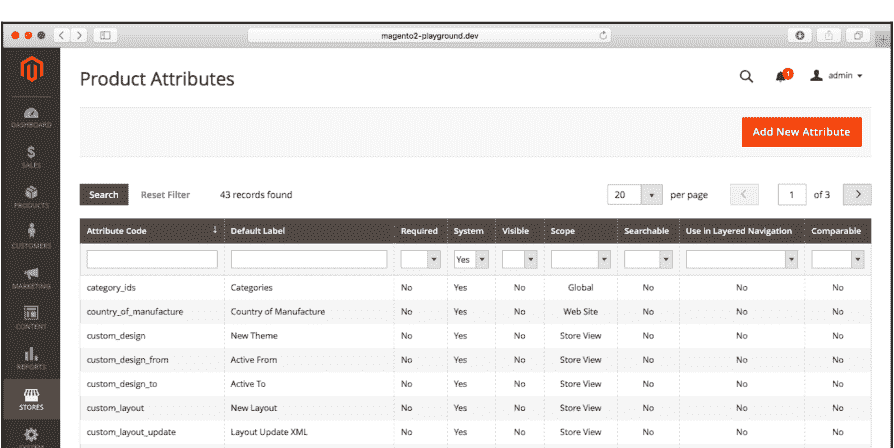 magento2-playground.dev
Product Attributes
1
admin
DASHBOARD
Add New Attribute
$
SALES
Search Reset Filter 43 records found 20 per page 1 of 3
PRODUCTS
Attribute Code Default Label Required System Visible Scope Searchable Use in Layered Navigation Comparable
CUSTOMERS
Yes
MARKETING
category_ids Categories No Yes No Global No No No
country_of_manufacture Country of Manufacture No Yes No Web Site No No No
CONTENT
custom_design New Theme No Yes No Store View No No No
custom_design_from Active From No Yes No Store View No No No
REPORTS
custom_design_to Active To No Yes No Store View No No No
STORES
custom_layout New Layout No Yes No Store View No No No
custom_layout_update Layout Update XML No Yes No Store View No No No
SYSTEM